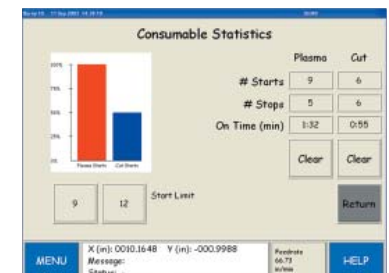 Consumable Statistics
Plasma Cut
# Starts 9 6
# Stops 5 6
On Time (min) 1:32 0:55
Clear Clear
100%
75%
50%
25%
0%
Plasma Starts Cut Starts
9 12 Start Limit
Return
MENU
X (in): 0010.1648 Y (in): -000.9988
Message:
Status:
Feedrate
66.73
in/min
HELP